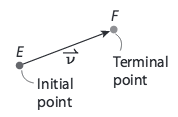 F
E
v⃗
Terminal
point
Initial
point